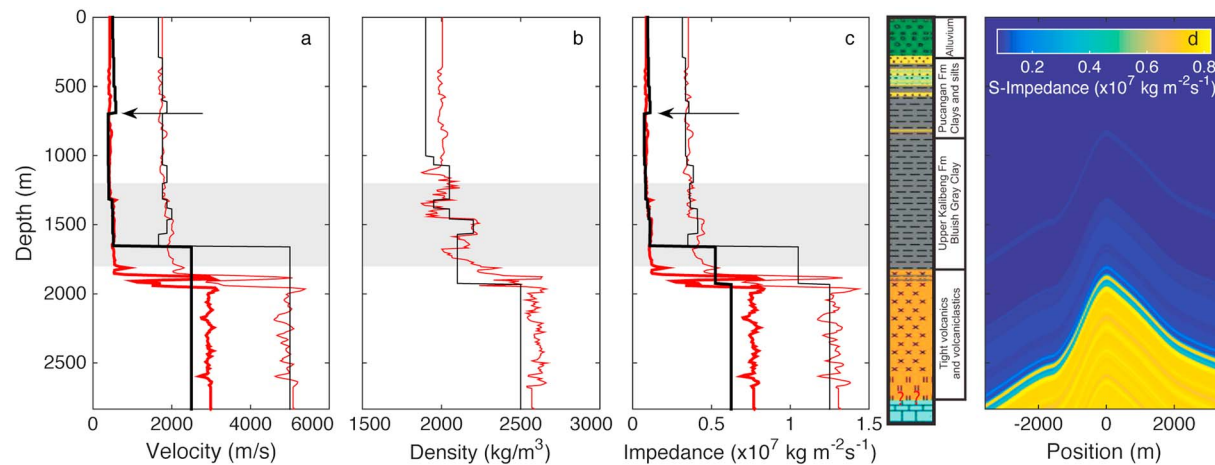 a
b
c
d
0
500
1000
1500
2000
2500
Depth (m)
0 2000 4000 6000
Velocity (m/s)
1500 2000 2500 3000
Density (kg/m³)
0 0.5 1 1.5
Impedance (x10⁷ kg m⁻²s⁻¹)
Alluvium
Pucangan Fm
Clays and silts
Upper Kalibeng Fm
Bluish Gray Clay
Tight volcanics
and volcaniclastics
?
0.2 0.4 0.6 0.8
S-Impedance (x10⁷ kg m⁻²s⁻¹)
-2000 0 2000
Position (m)